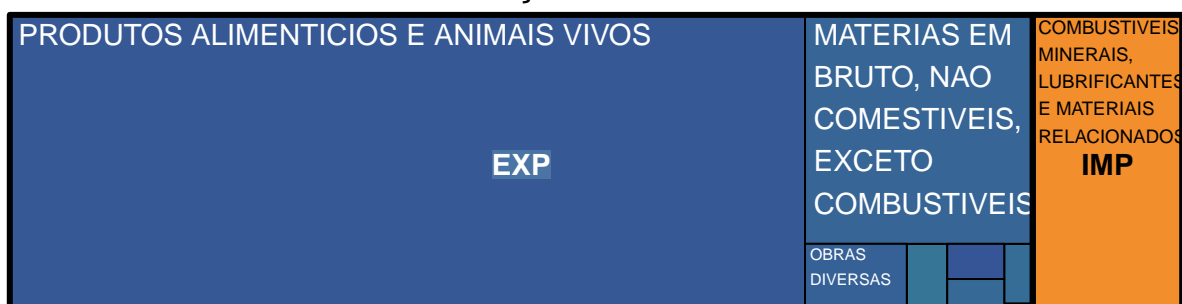 PRODUTOS ALIMENTICIOS E ANIMAIS VIVOS
EXP
MATERIAS EM
BRUTO, NAO
COMESTIVEIS,
EXCETO
COMBUSTIVEIS
OBRAS
DIVERSAS
COMBUSTIVEIS
MINERAIS,
LUBRIFICANTES
E MATERIAIS
RELACIONADOS
IMP